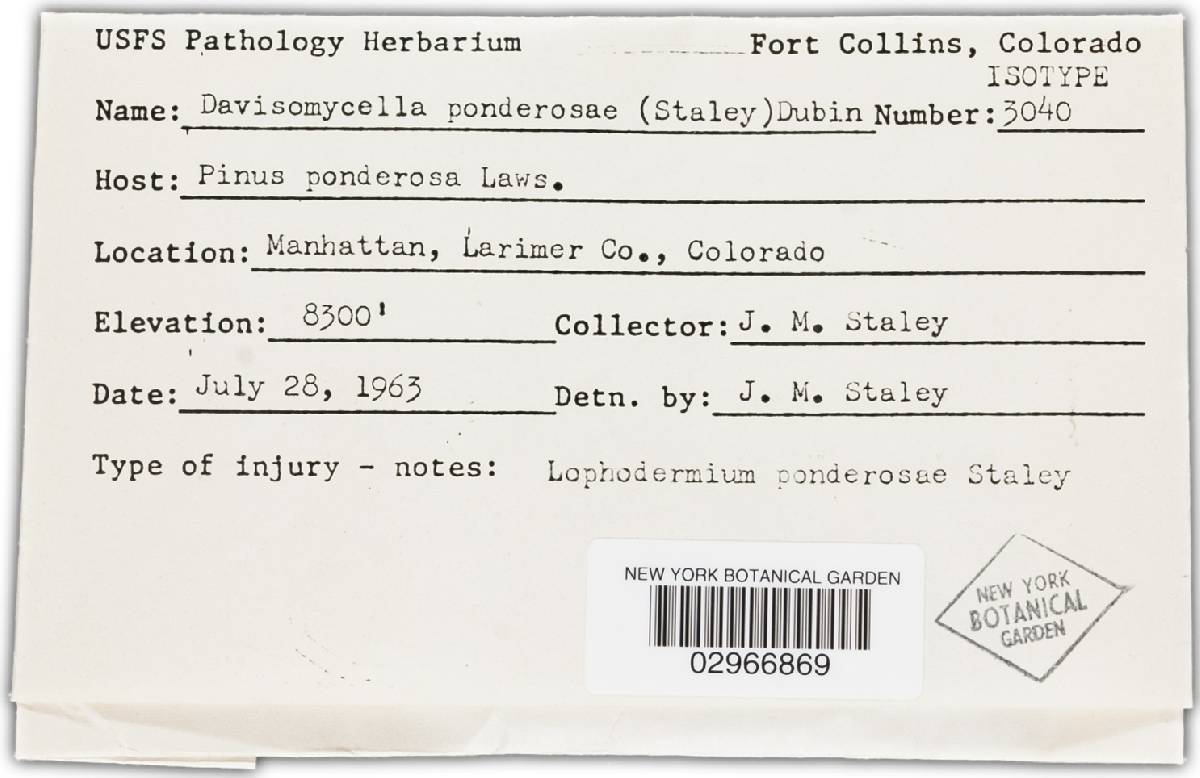 USFS Pathology Herbarium Fort Collins, Colorado
ISOTYPE
Name: Davisomycella ponderosae (Staley)Dubin Number: 3040
Host: Pinus ponderosa Laws.
Location: Manhattan, Larimer Co., Colorado
Elevation: 8300' Collector: J. M. Staley
Date: July 28, 1963 Detn. by: J. M. Staley
Type of injury - notes: Lophodermium ponderosae Staley
NEW YORK BOTANICAL GARDEN
02966869
NEW YORK
BOTANICAL
GARDEN